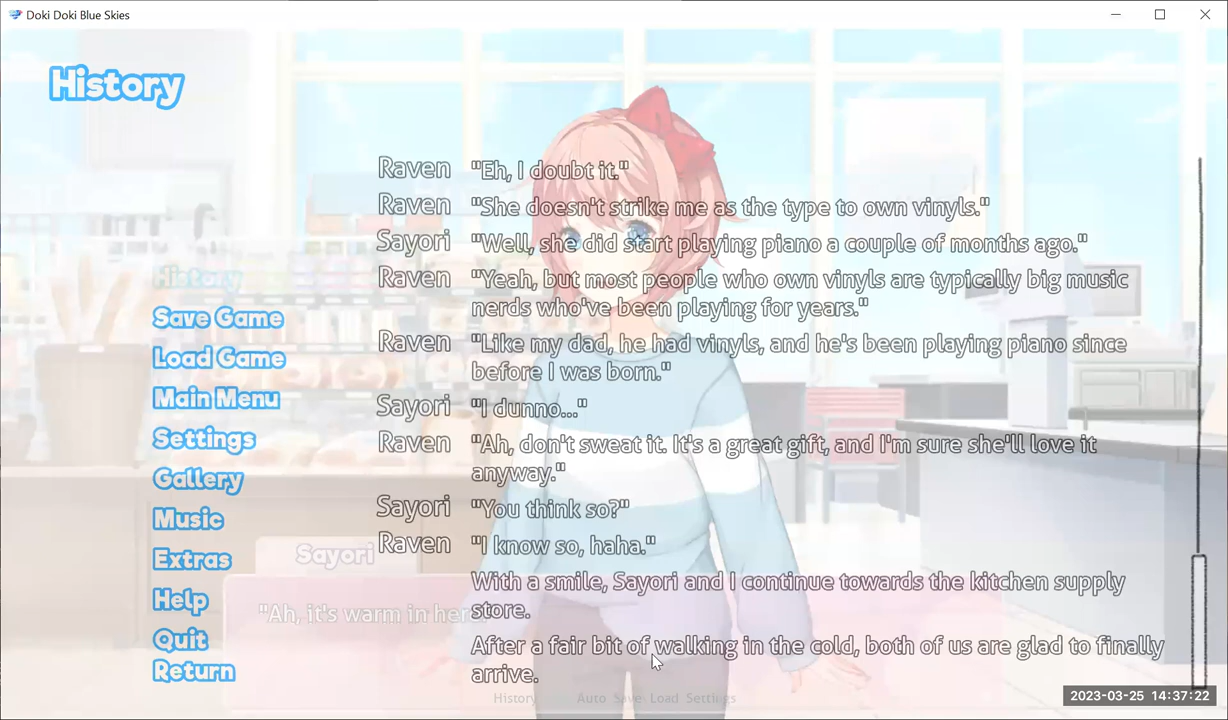 Doki Doki Blue Skies
History
Raven "Eh, I doubt it."
Raven "She doesn't strike me as the type to own vinyls."
Sayori "Well, she did start playing piano a couple of months ago."
Raven "Yeah, but most people who own vinyls are typically big music
nerds who've been playing for years."
Raven "Like my dad, he had vinyls, and he's been playing piano since
before I was born."
Sayori "I dunno..."
Raven "Ah, don't sweat it. It's a great gift, and I'm sure she'll love it
anyway."
Sayori "You think so?"
Raven "I know so, haha."
With a smile, Sayori and I continue towards the kitchen supply
store.
After a fair bit of walking in the cold, both of us are glad to finally
arrive.
History
Save Game
Load Game
Main Menu
Settings
Gallery
Music
Extras
Help
Quit
Return
Sayori
"Ah, it's warm in her
History Auto Save Load Settings
2023-03-25 14:37:22